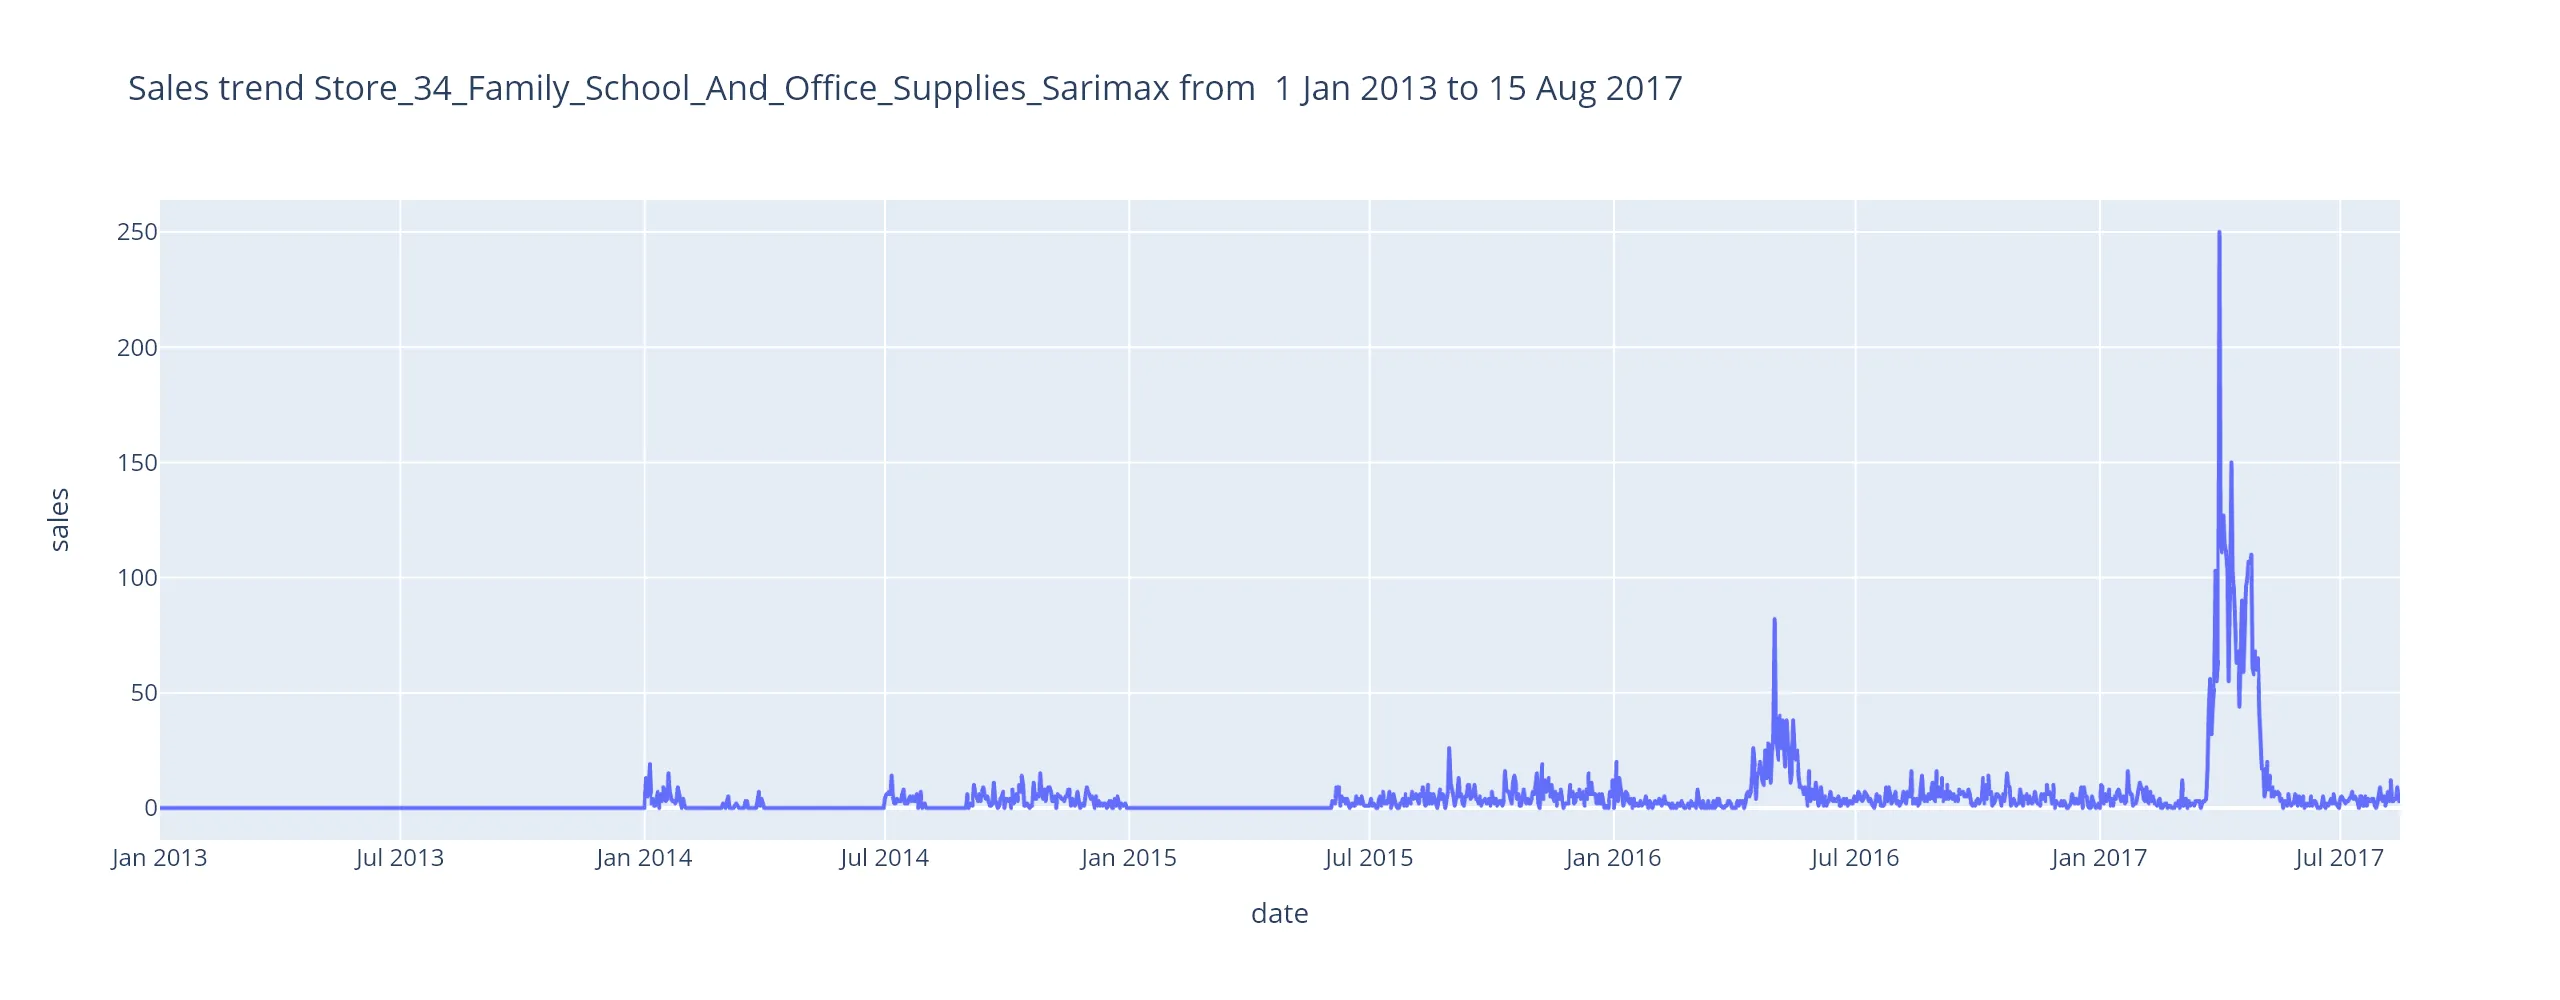 Sales trend Store_34_Family_School_And_Office_Supplies_Sarimax from  1 Jan 2013 to 15 Aug 2017
250
200
150
100
50
0
sales
Jan 2013 Jul 2013 Jan 2014 Jul 2014 Jan 2015 Jul 2015 Jan 2016 Jul 2016 Jan 2017 Jul 2017
date